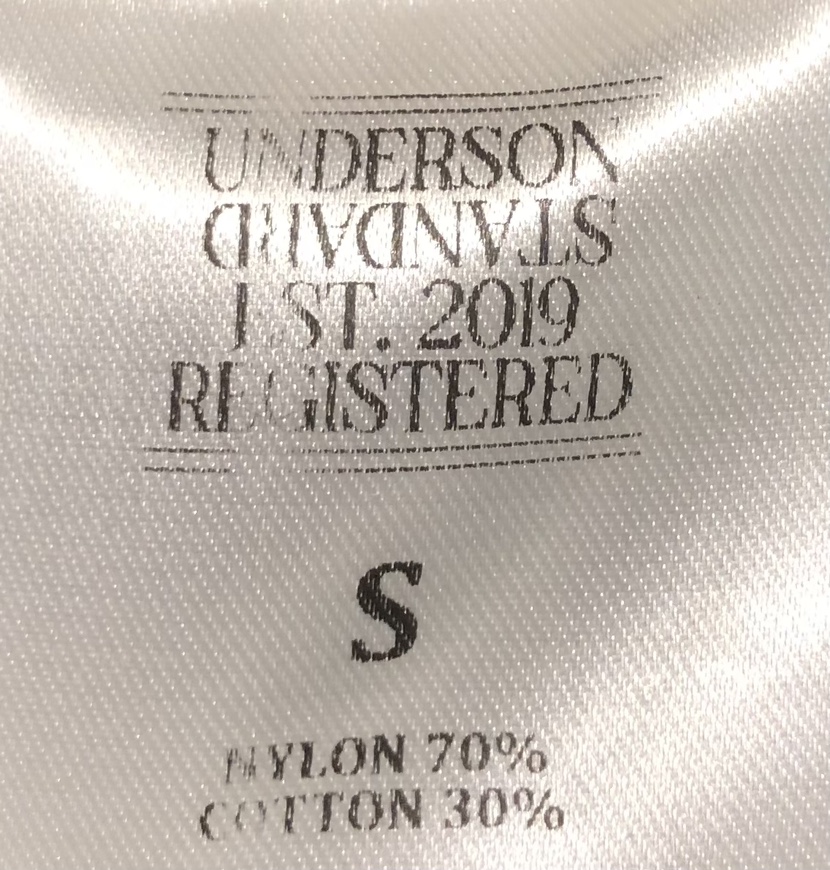 UNDERSON
STANDARD
EST. 2019
REGISTERED
S
NYLON 70%
COTTON 30%